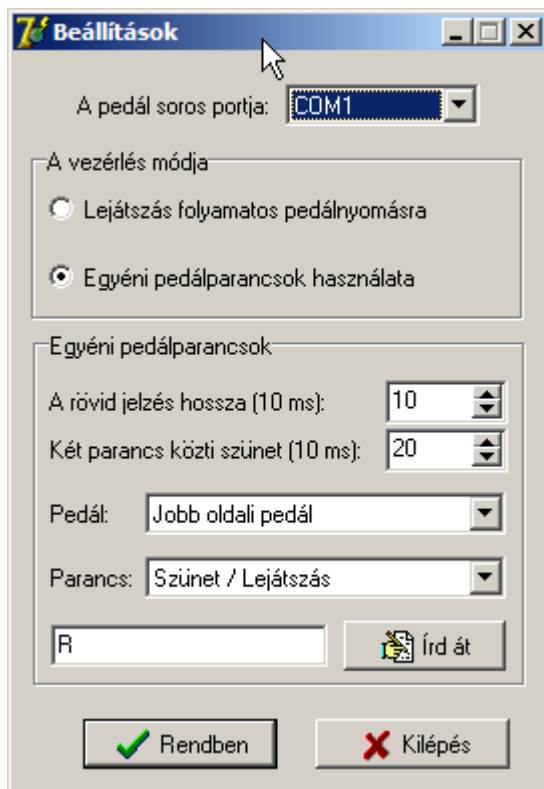 Beállítások
A pedál soros portja: COM1
A vezérlés módja
Lejátszás folyamatos pedálnyomásra
Egyéni pedálparancsok használata
Egyéni pedálparancsok
A rövid jelzés hossza (10 ms): 10
Két parancs közti szünet (10 ms): 20
Pedál: Jobb oldali pedál
Parancs: Szünet / Lejátszás
R Írd át
Rendben Kilépés